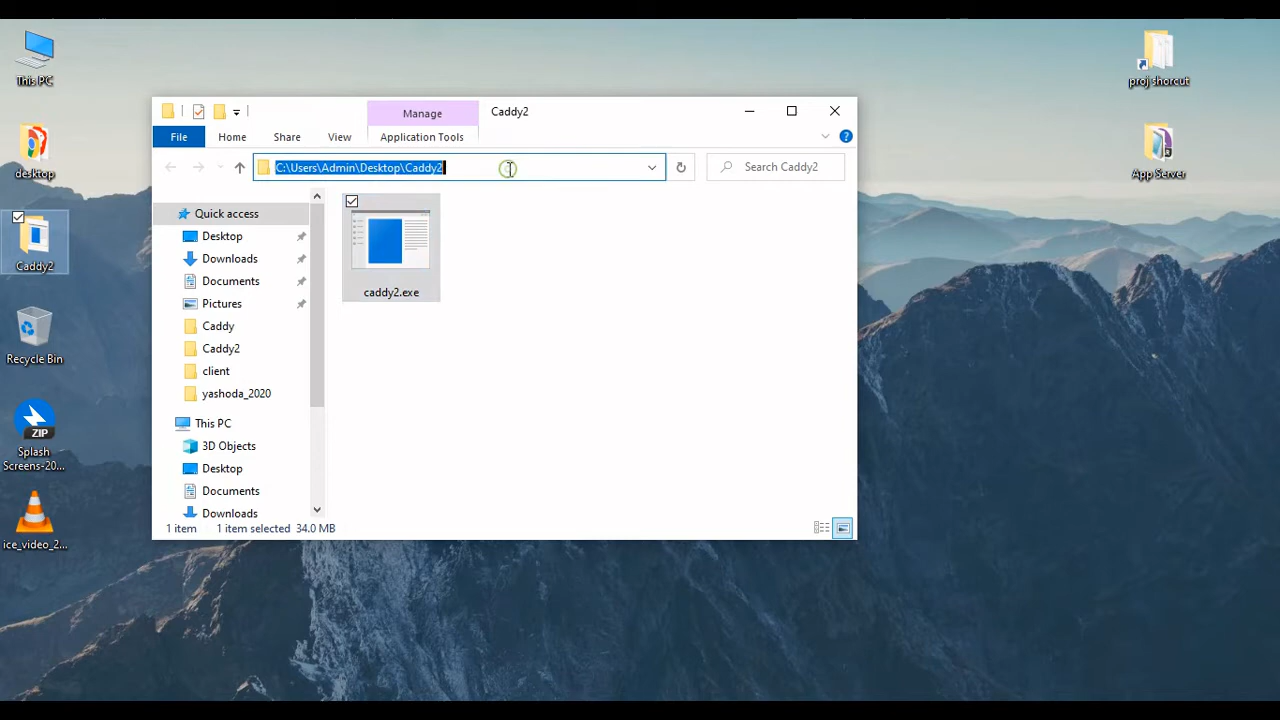 This PC
desktop
Caddy2
Recycle Bin
ZIP
Splash
Screens-20...
ice_video_2...
proj shorcut
App Server
Manage
Caddy2
File
Home
Share
View
Application Tools
C:\Users\Admin\Desktop\Caddy2
Search Caddy2
Quick access
Desktop
Downloads
Documents
Pictures
Caddy
Caddy2
client
yashoda_2020
This PC
3D Objects
Desktop
Documents
Downloads
caddy2.exe
1 item
1 item selected 34.0 MB